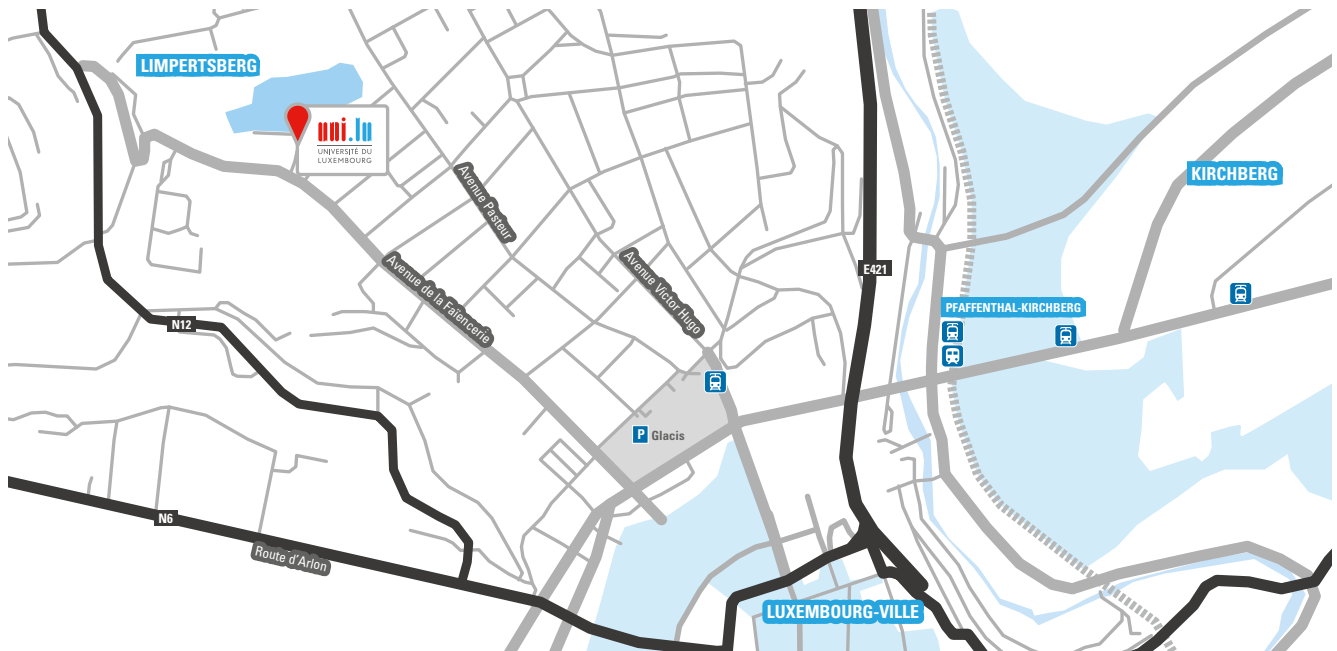 LIMPERTSBERG
uni.lu
UNIVERSITÉ DU
LUXEMBOURG
KIRCHBERG
Avenue Pasteur
Avenue de la Faïencerie
Avenue Victor Hugo
E421
PFAFFENTHAL-KIRCHBERG
N12
P Glacis
N6
Route d'Arlon
LUXEMBOURG-VILLE